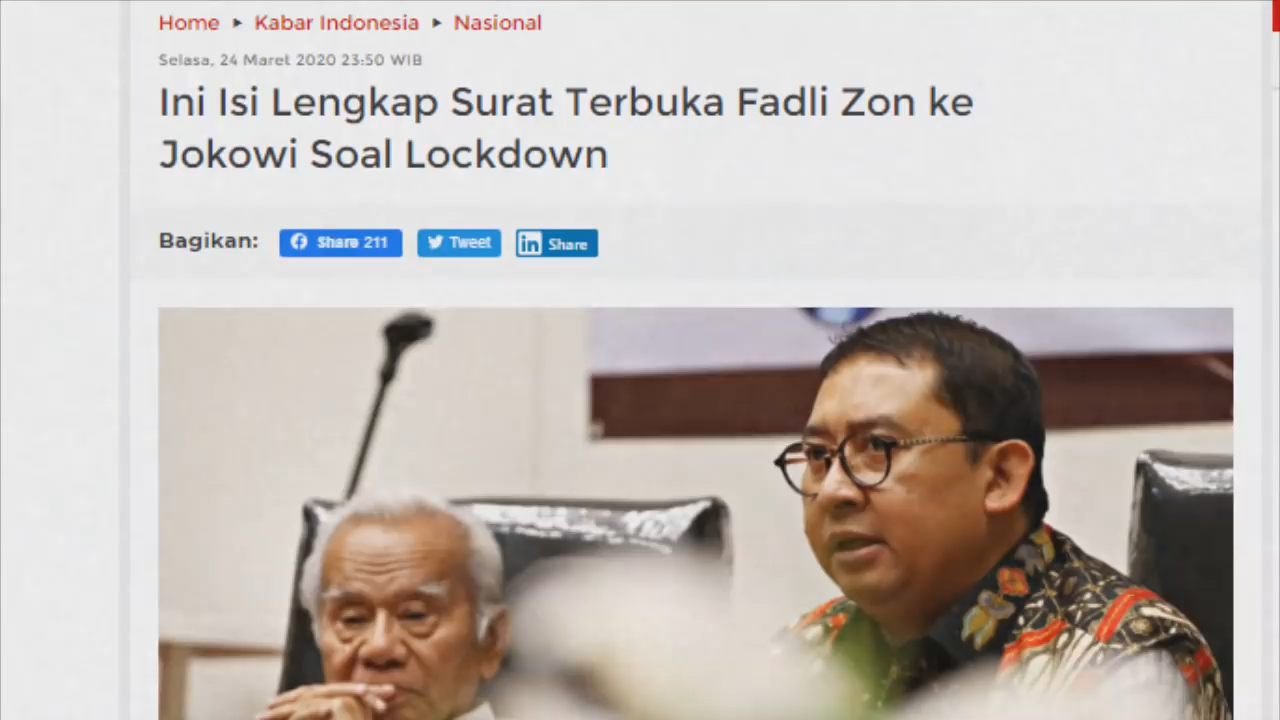 Home ▸ Kabar Indonesia ▸ Nasional
Selasa, 24 Maret 2020 23:50 WIB
Ini Isi Lengkap Surat Terbuka Fadli Zon ke
Jokowi Soal Lockdown
Bagikan: Share 211 Tweet in Share